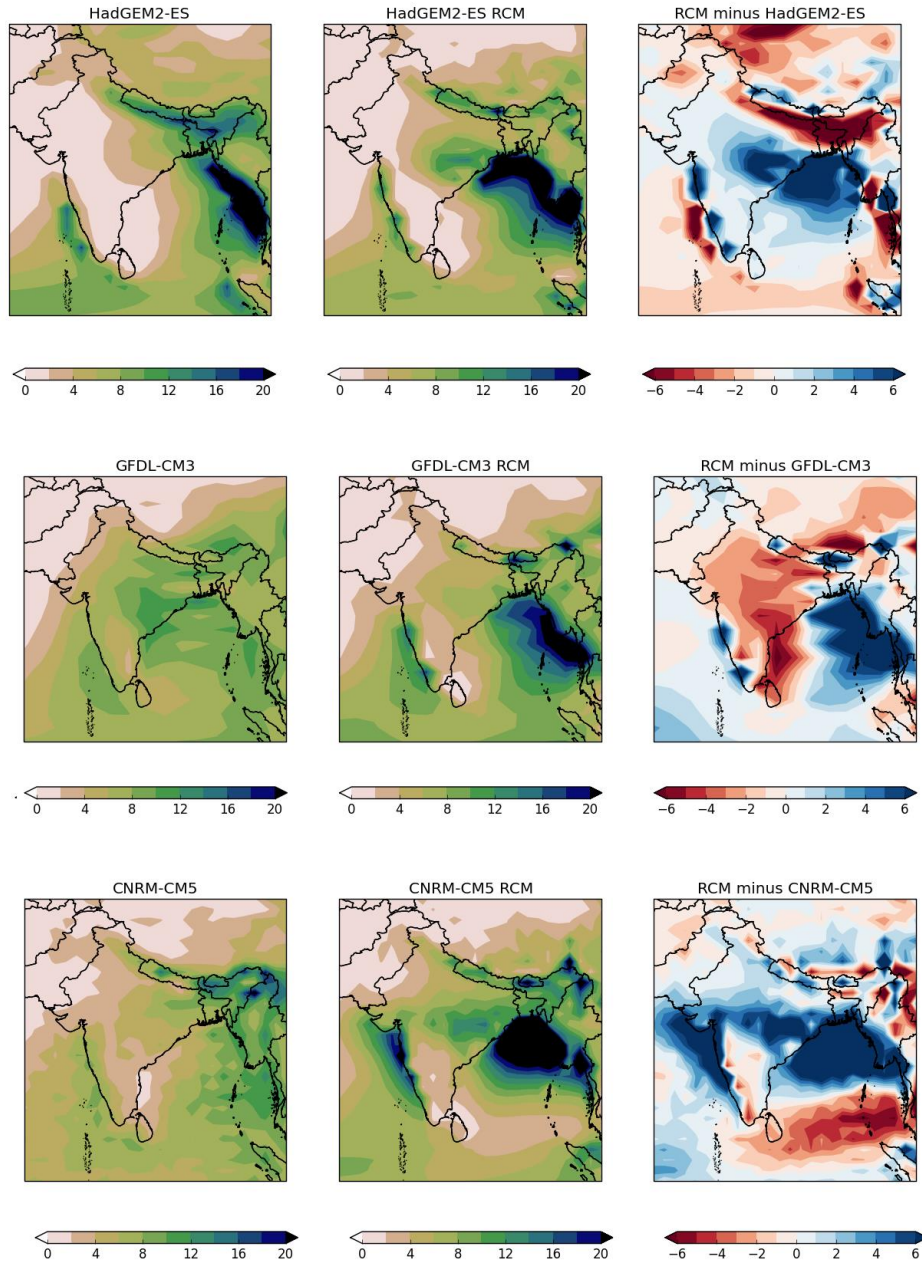 HadGEM2-ES HadGEM2-ES RCM RCM minus HadGEM2-ES
0 4 8 12 16 20 0 4 8 12 16 20 −6 −4 −2 0 2 4 6
GFDL-CM3 GFDL-CM3 RCM RCM minus GFDL-CM3
0 4 8 12 16 20 0 4 8 12 16 20 −6 −4 −2 0 2 4 6
CNRM-CM5 CNRM-CM5 RCM RCM minus CNRM-CM5
0 4 8 12 16 20 0 4 8 12 16 20 −6 −4 −2 0 2 4 6